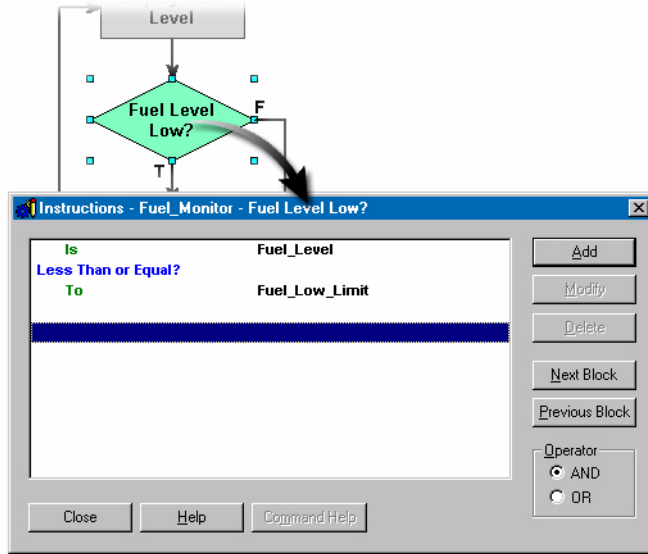 Level
Fuel Level
Low?
F
T
Instructions - Fuel_Monitor - Fuel Level Low?
Is Fuel_Level
Less Than or Equal?
To Fuel_Low_Limit
Add
Modify
Delete
Next Block
Previous Block
Operator
AND
OR
Close Help Command Help